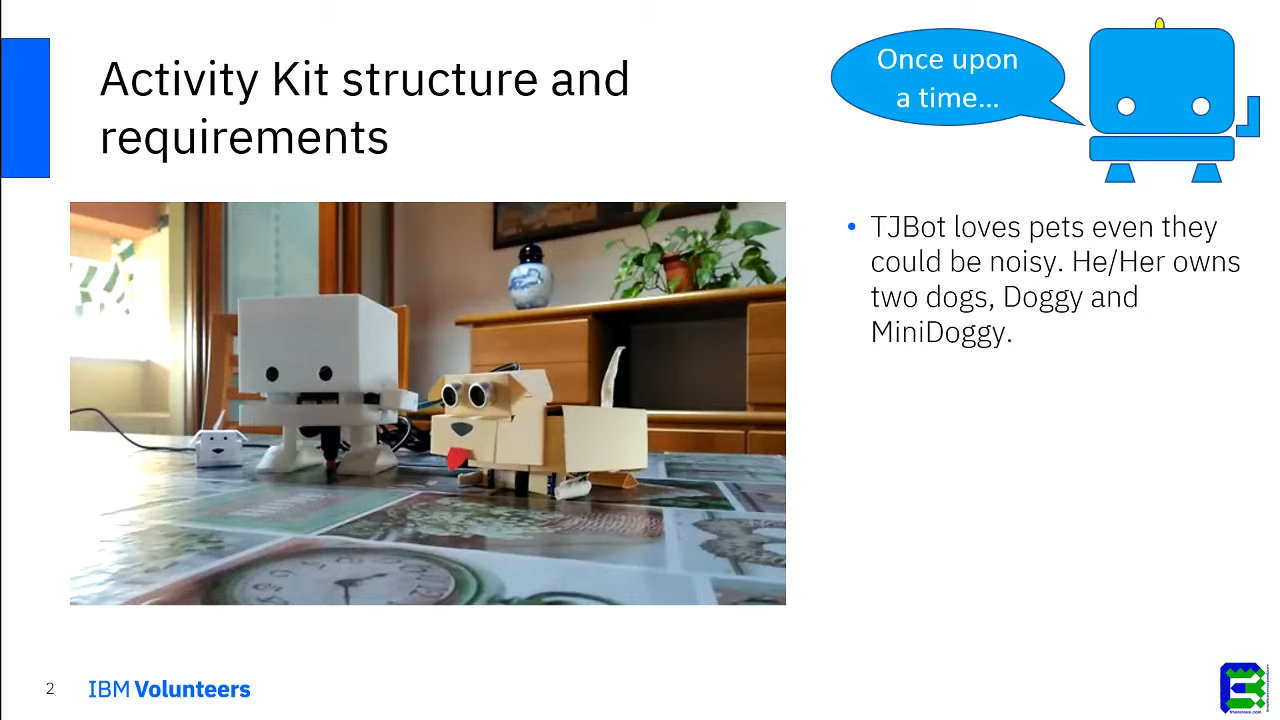 Activity Kit structure and
requirements
Once upon
a time...
• TJBot loves pets even they
could be noisy. He/Her owns
two dogs, Doggy and
MiniDoggy.
2
IBM Volunteers